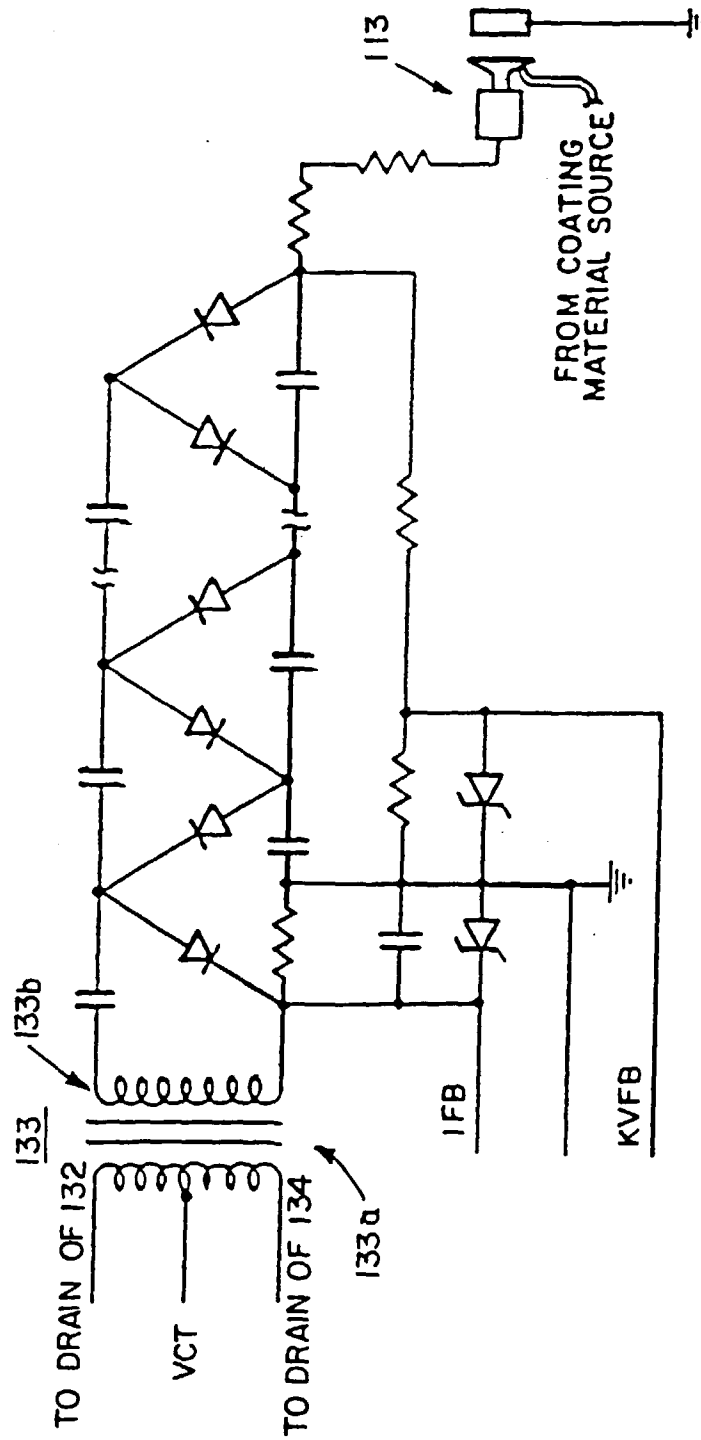 TO DRAIN OF 132
VCT
TO DRAIN OF 134
133
133b
133a
IFB
KVFB
113
FROM COATING
MATERIAL SOURCE